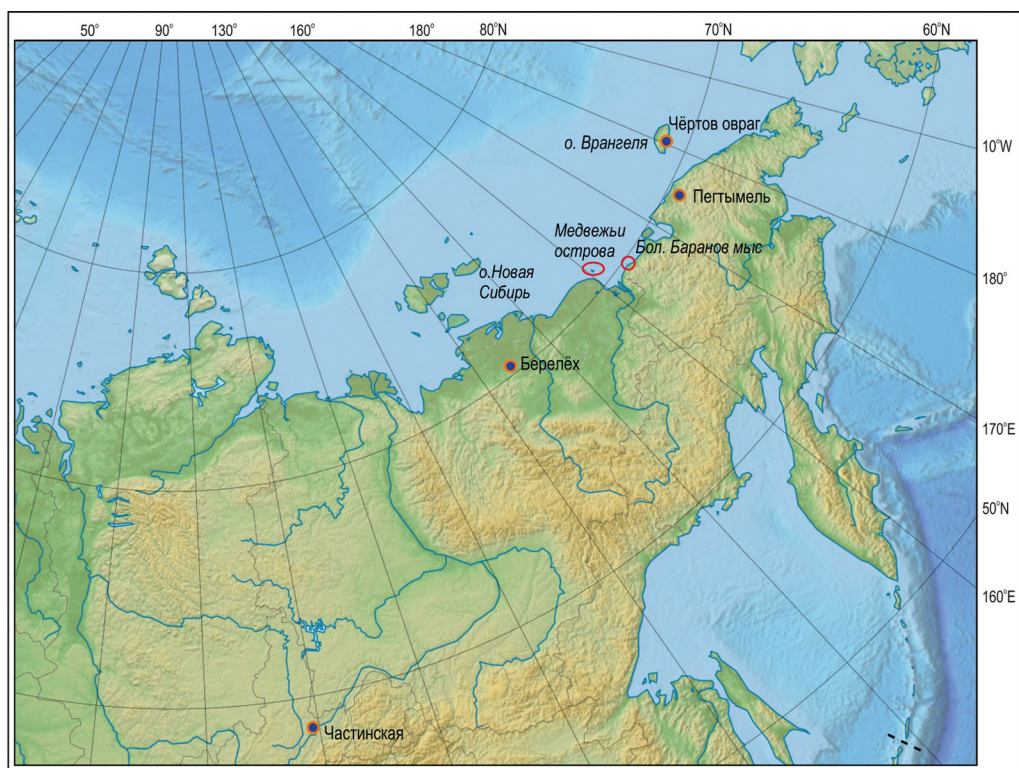 50°
90°
130°
160°
180°
80°N
70°N
60°N
Чёртов овраг
о. Врангеля
10°W
Пегтымель
Медвежьи
острова
Бол. Баранов мыс
о.Новая
Сибирь
180°
Берелёх
170°E
50°N
160°E
Частинская